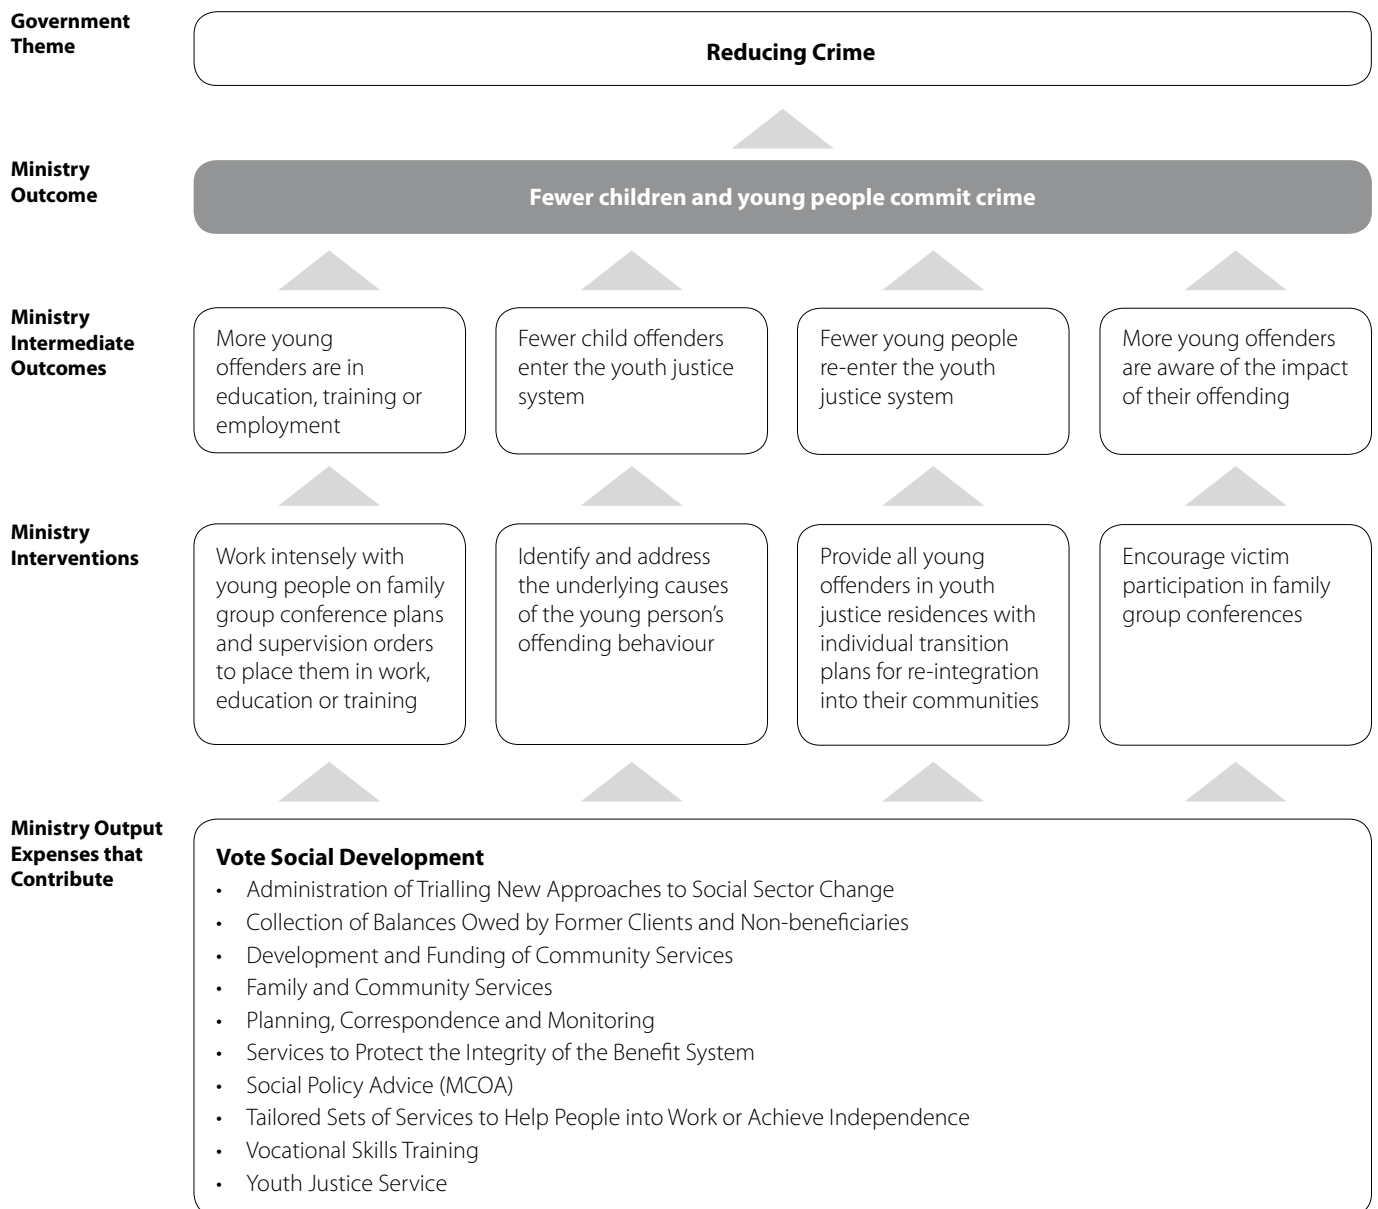 Government
Theme
Reducing Crime
Ministry
Outcome
Fewer children and young people commit crime
Ministry
Intermediate
Outcomes
More young
offenders are in
education, training or
employment
Fewer child offenders
enter the youth justice
system
Fewer young people
re-enter the youth
justice system
More young offenders
are aware of the impact
of their offending
Ministry
Interventions
Work intensely with
young people on family
group conference plans
and supervision orders
to place them in work,
education or training
Identify and address
the underlying causes
of the young person’s
offending behaviour
Provide all young
offenders in youth
justice residences with
individual transition
plans for re-integration
into their communities
Encourage victim
participation in family
group conferences
Ministry Output
Expenses that
Contribute
Vote Social Development
• Administration of Trialling New Approaches to Social Sector Change
• Collection of Balances Owed by Former Clients and Non-beneficiaries
• Development and Funding of Community Services
• Family and Community Services
• Planning, Correspondence and Monitoring
• Services to Protect the Integrity of the Benefit System
• Social Policy Advice (MCOA)
• Tailored Sets of Services to Help People into Work or Achieve Independence
• Vocational Skills Training
• Youth Justice Service